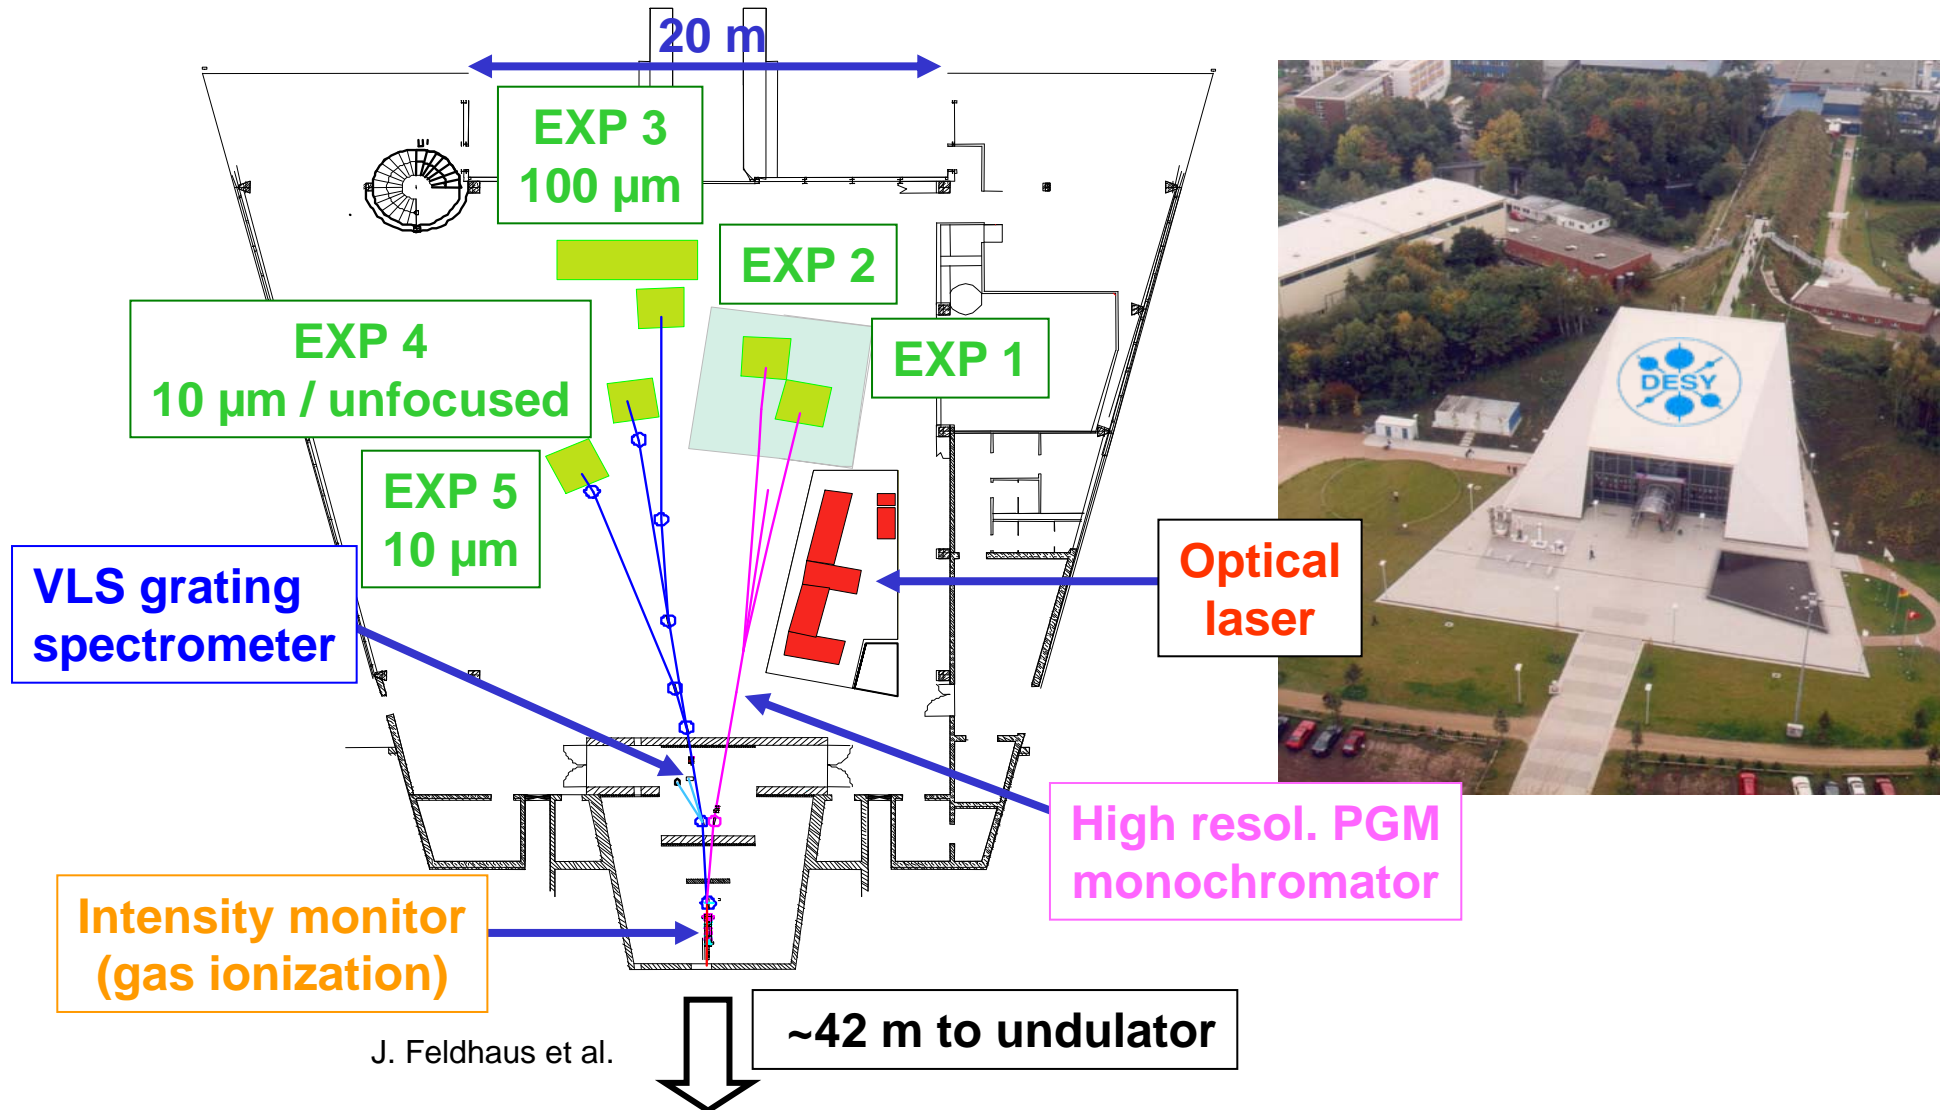 20 m
EXP 3
100 µm
EXP 2
EXP 4
10 µm / unfocused
EXP 1
DESY
EXP 5
10 µm
VLS grating
spectrometer
Optical
laser
High resol. PGM
monochromator
Intensity monitor
(gas ionization)
~42 m to undulator
J. Feldhaus et al.